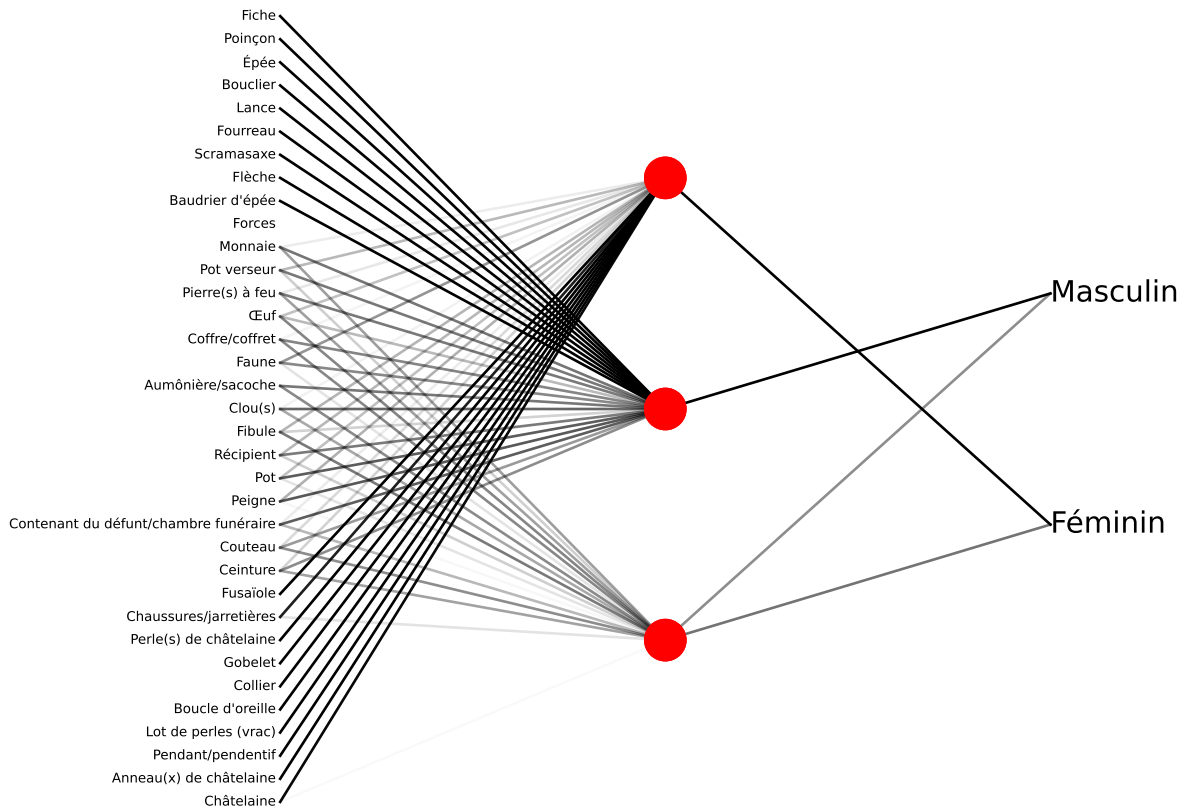 Fiche
Poinçon
Épée
Bouclier
Lance
Fourreau
Scramasaxe
Flèche
Baudrier d'épée
Forces
Monnaie
Pot verseur
Pierre(s) à feu
Œuf
Coffre/coffret
Faune
Aumônière/sacoche
Clou(s)
Fibule
Récipient
Pot
Peigne
Contenant du défunt/chambre funéraire
Couteau
Ceinture
Fusaïole
Chaussures/jarretières
Perle(s) de châtelaine
Gobelet
Collier
Boucle d'oreille
Lot de perles (vrac)
Pendant/pendentif
Anneau(x) de châtelaine
Châtelaine
Masculin
Féminin